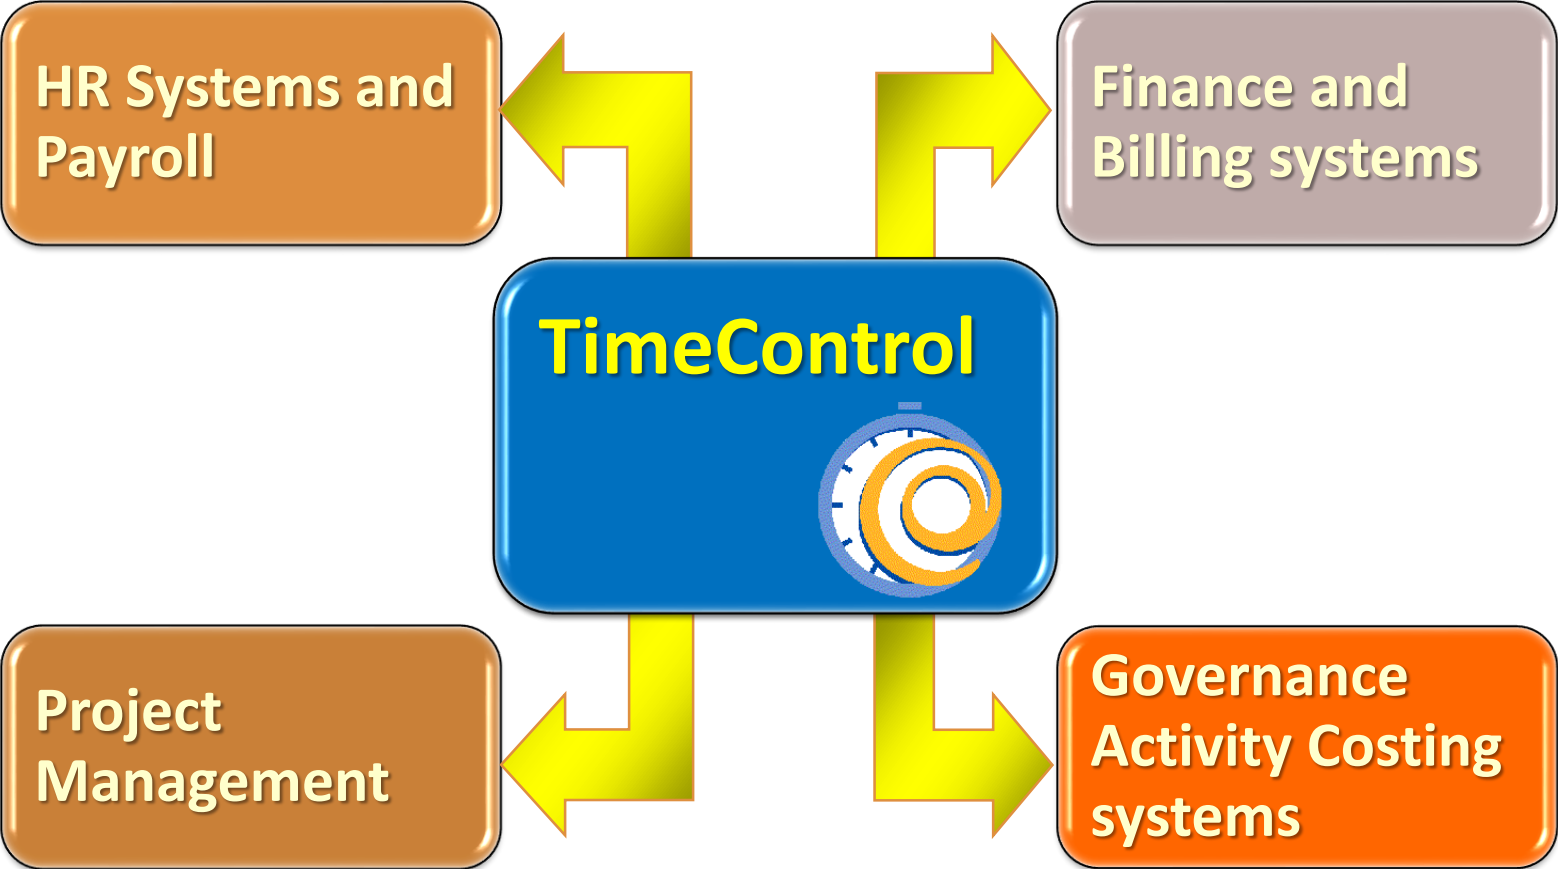 HR Systems and
Payroll
Finance and
Billing systems
TimeControl
Project
Management
Governance
Activity Costing
systems